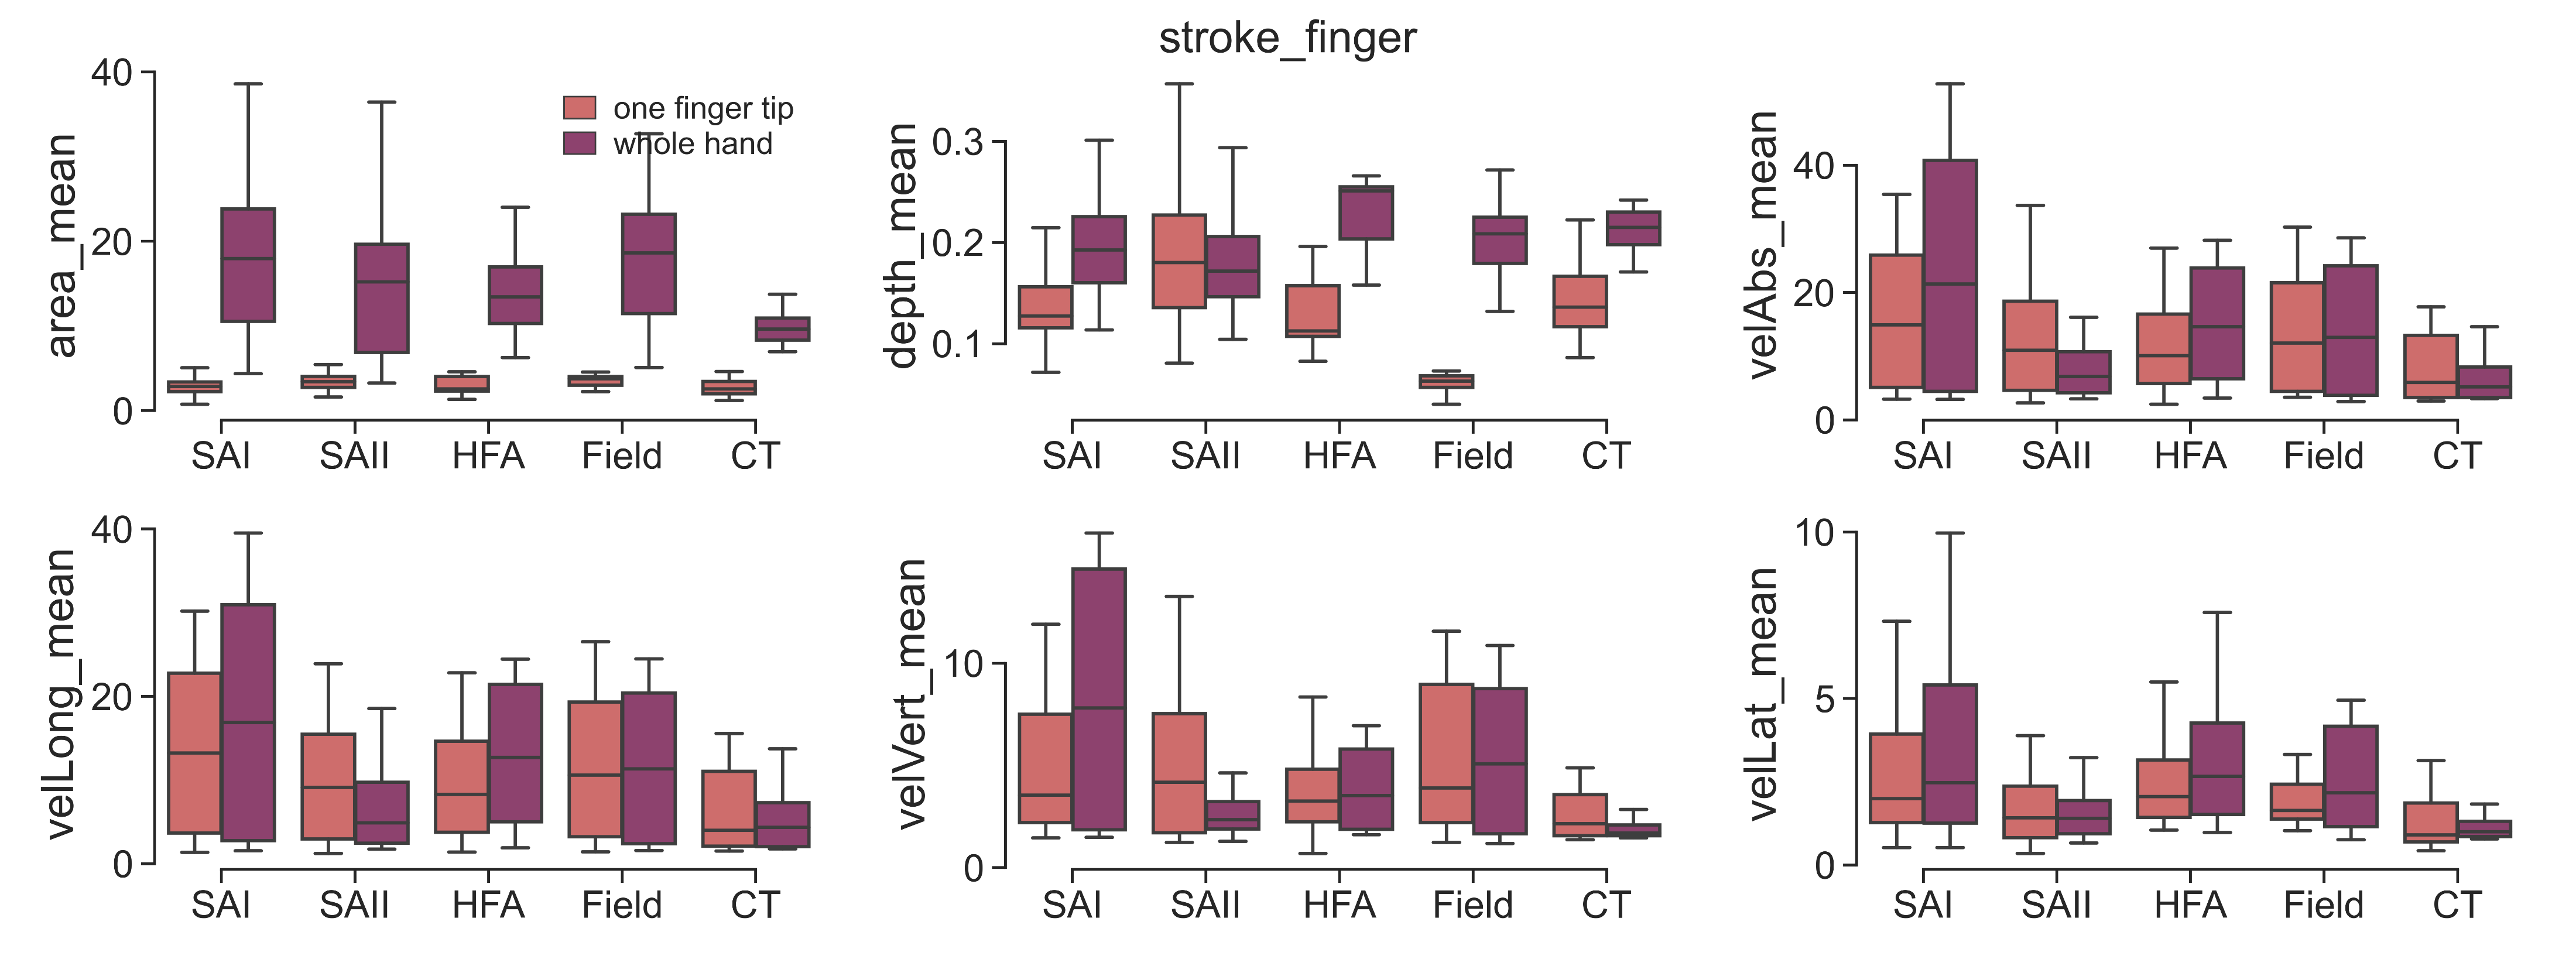 stroke_finger
area_mean
40
20
0
one finger tip
whole hand
SAI SAII HFA Field CT
depth_mean
0.3
0.2
0.1
SAI SAII HFA Field CT
velAbs_mean
40
20
0
SAI SAII HFA Field CT
velLong_mean
40
20
0
SAI SAII HFA Field CT
velVert_mean
10
0
SAI SAII HFA Field CT
velLat_mean
10
5
0
SAI SAII HFA Field CT